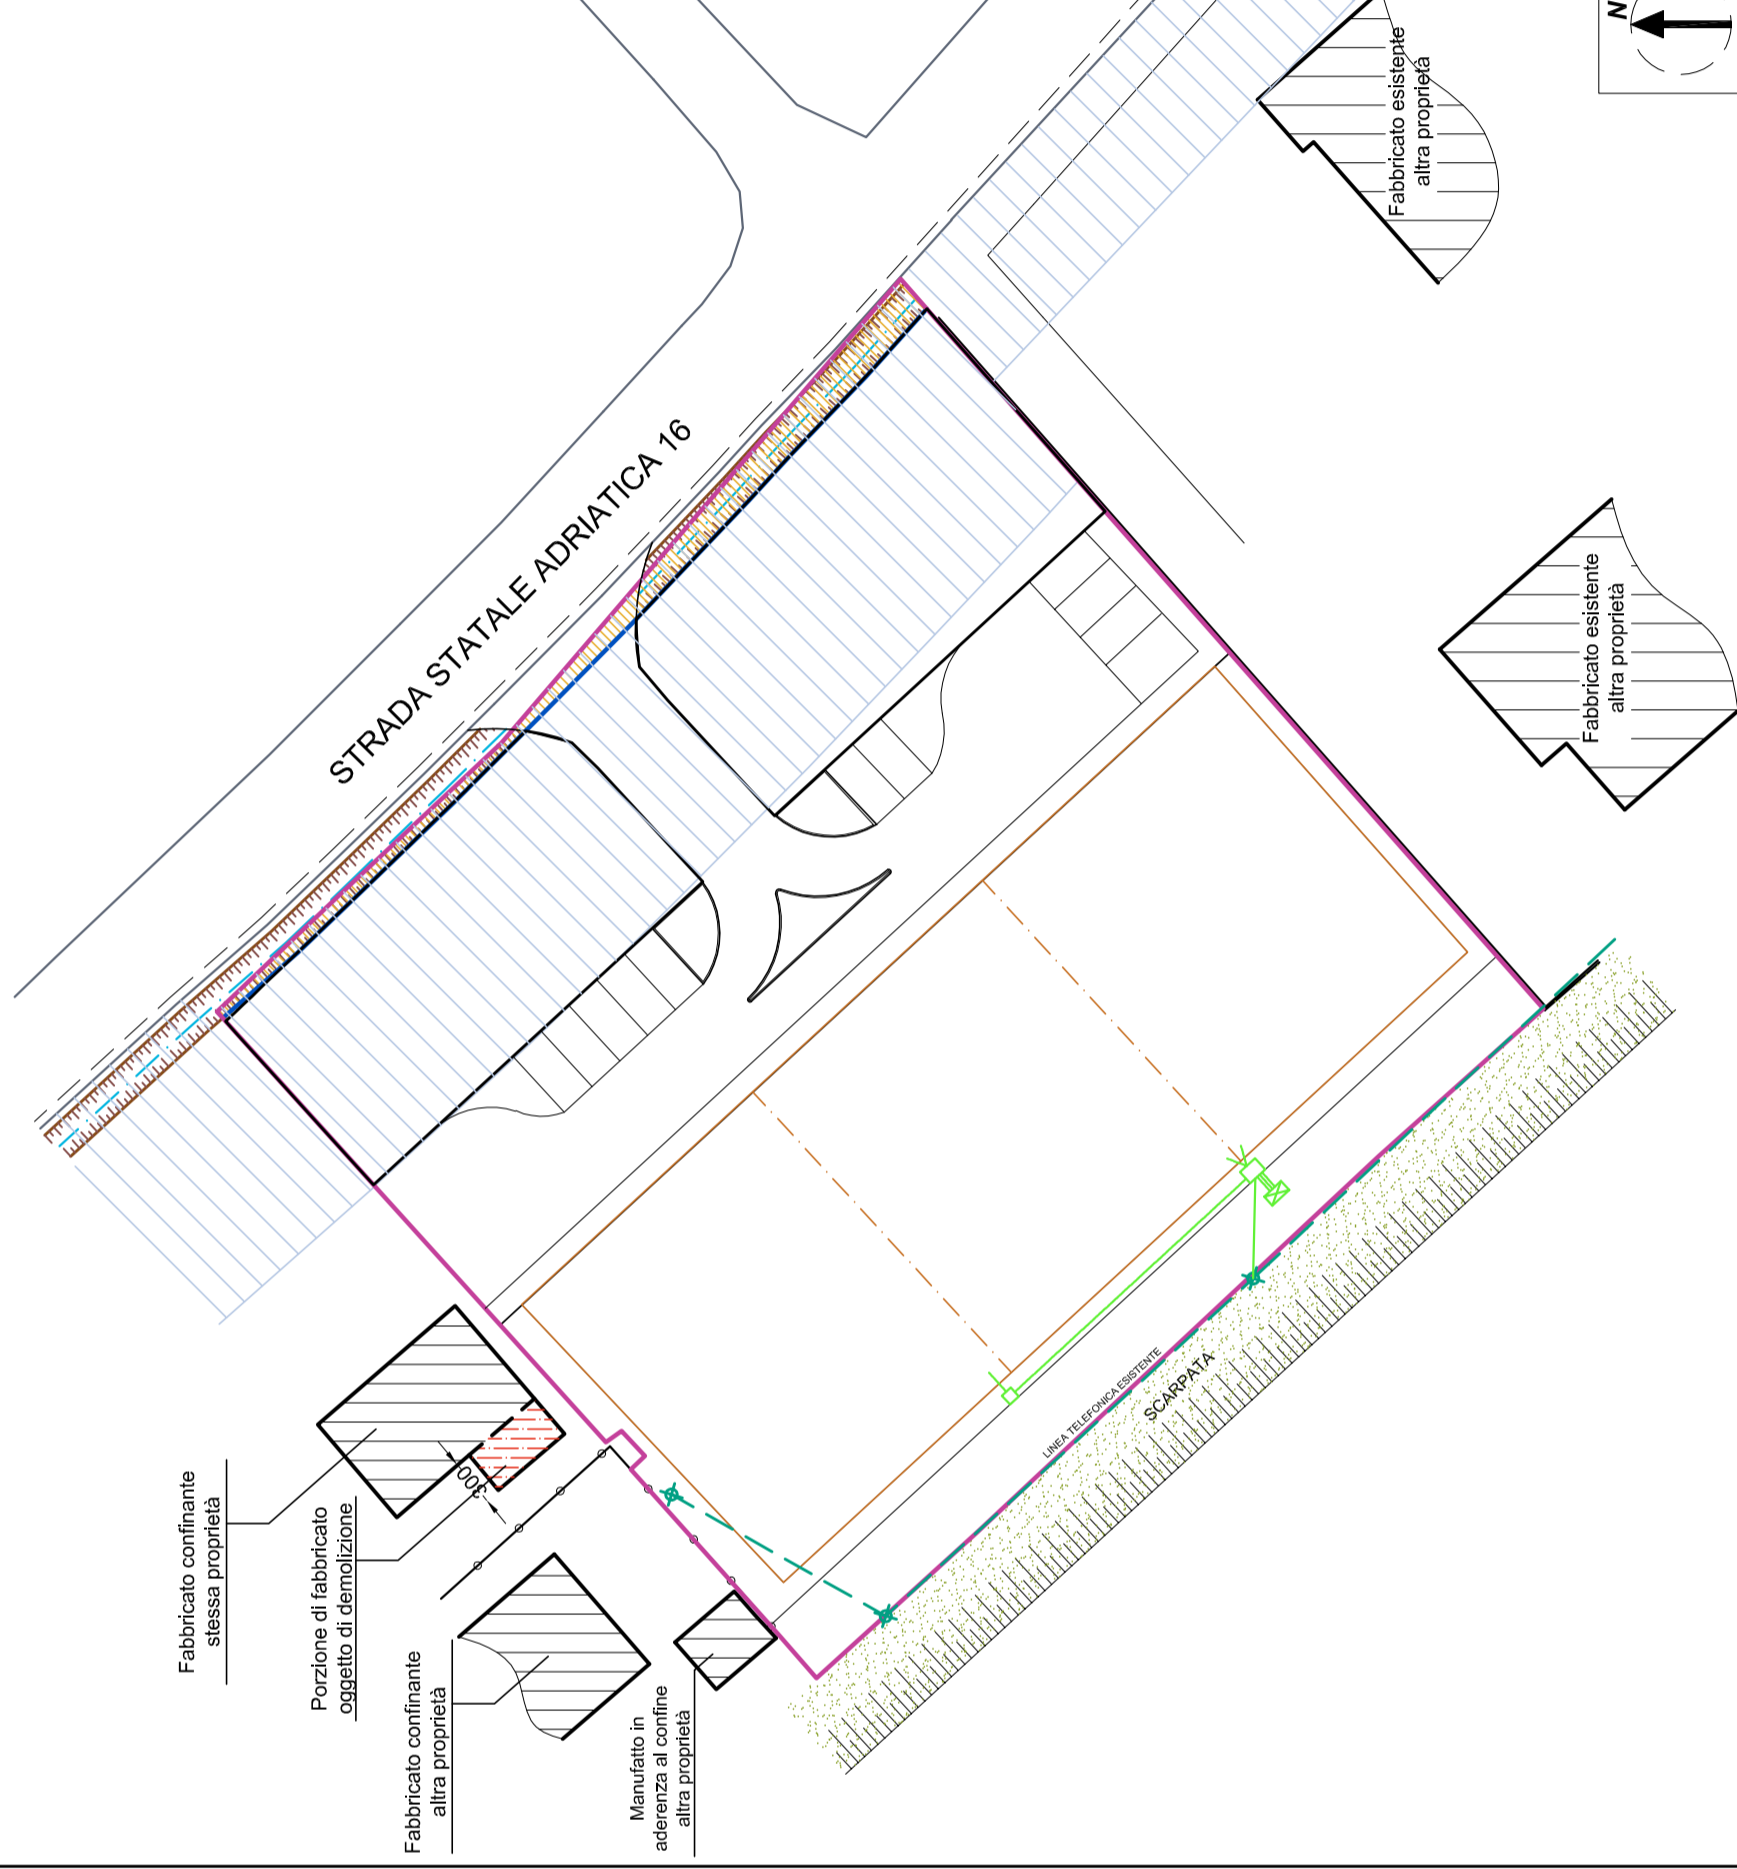 N
Fabbricato esistente
altra proprietà
STRADA STATALE ADRIATICA 16
Fabbricato esistente
altra proprietà
Fabbricato confinante
stessa proprietà
Porzione di fabbricato
oggetto di demolizione
300
Fabbricato confinante
altra proprietà
Manufatto in
aderenza al confine
altra proprietà
LINEA TELEFONICA ESISTENTE
SCARPATA